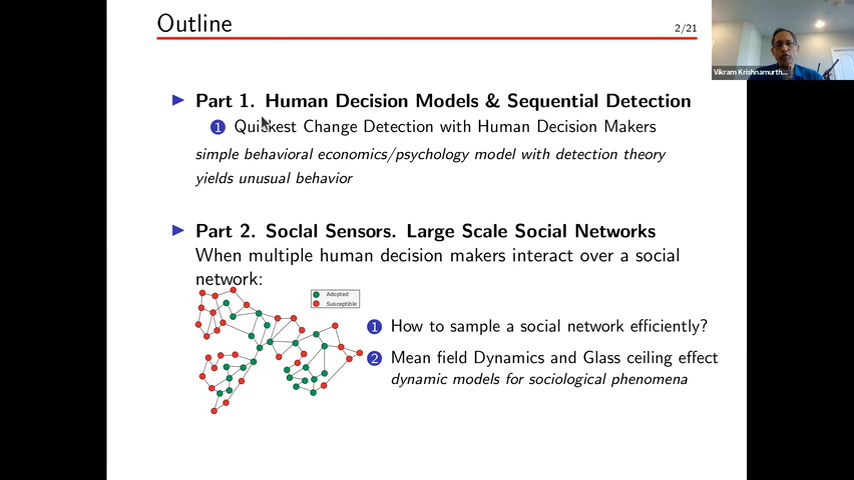 Outline
2/21
Vikram Krishnamurth...
Part 1. Human Decision Models & Sequential Detection
1 Quickest Change Detection with Human Decision Makers
simple behavioral economics/psychology model with detection theory
yields unusual behavior
Part 2. Soclal Sensors. Large Scale Social Networks
When multiple human decision makers interact over a social
network:
Adopted
Susceptible
1 How to sample a social network efficiently?
2 Mean field Dynamics and Glass ceiling effect
dynamic models for sociological phenomena